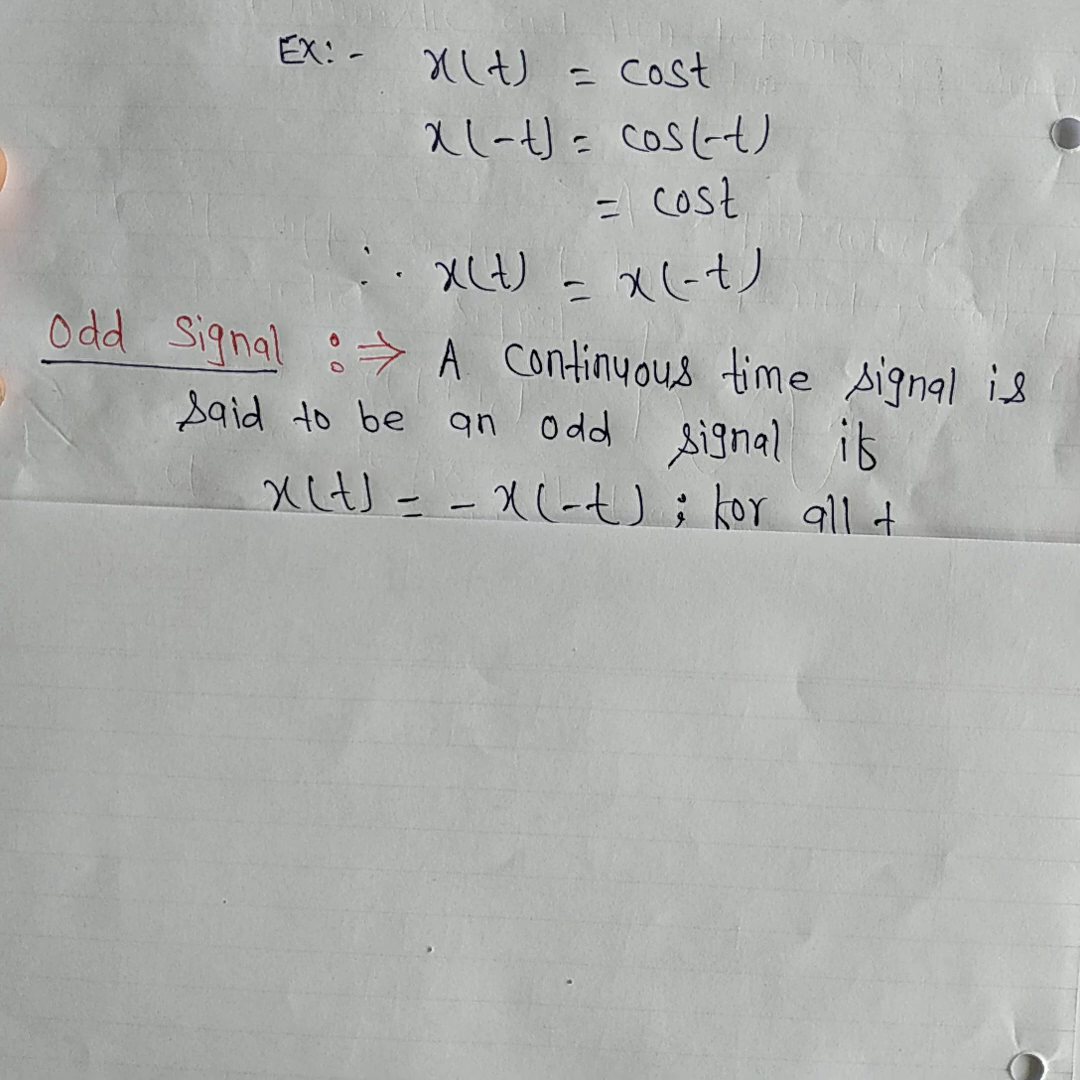 Ex:- x(t) = cost
x(-t) = cos(-t)
= cost
∴ x(t) = x(-t)
Odd Signal :⇒ A continuous time signal is
said to be an odd signal if
x(t) = - x(-t) ; for all t